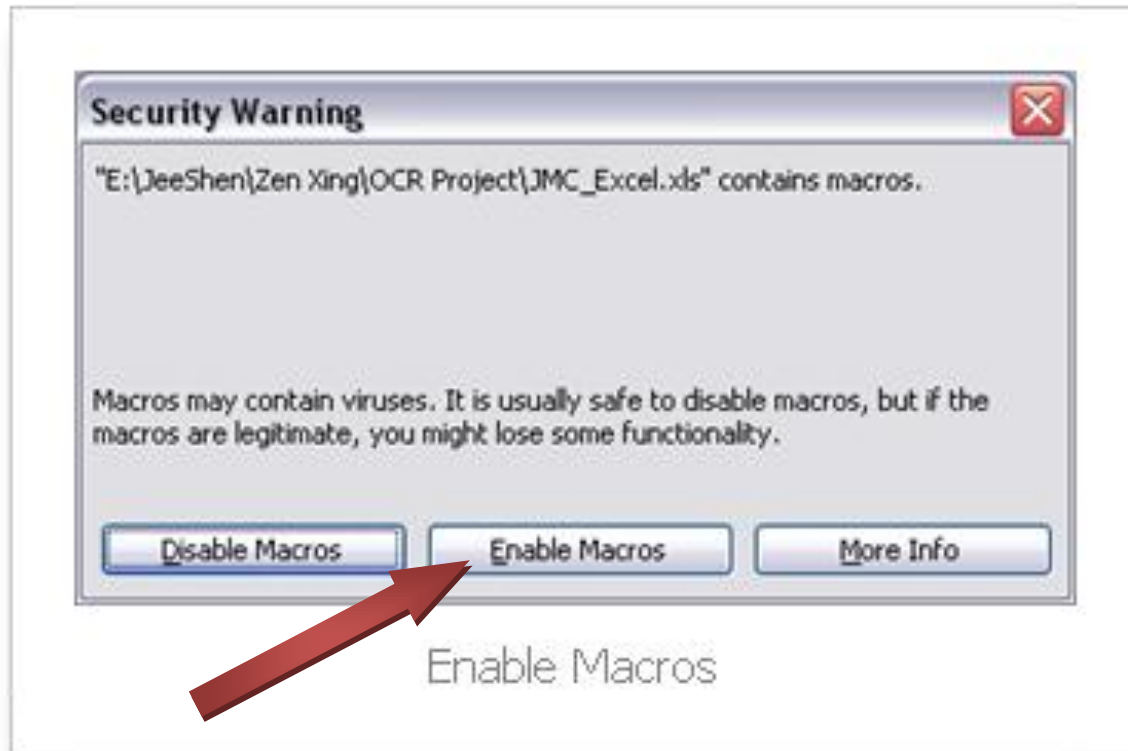 Security Warning
"E:\JeeShen\Zen Xing\OCR Project\JMC_Excel.xls" contains macros.
Macros may contain viruses. It is usually safe to disable macros, but if the
macros are legitimate, you might lose some functionality.
Disable Macros Enable Macros More Info
Enable Macros